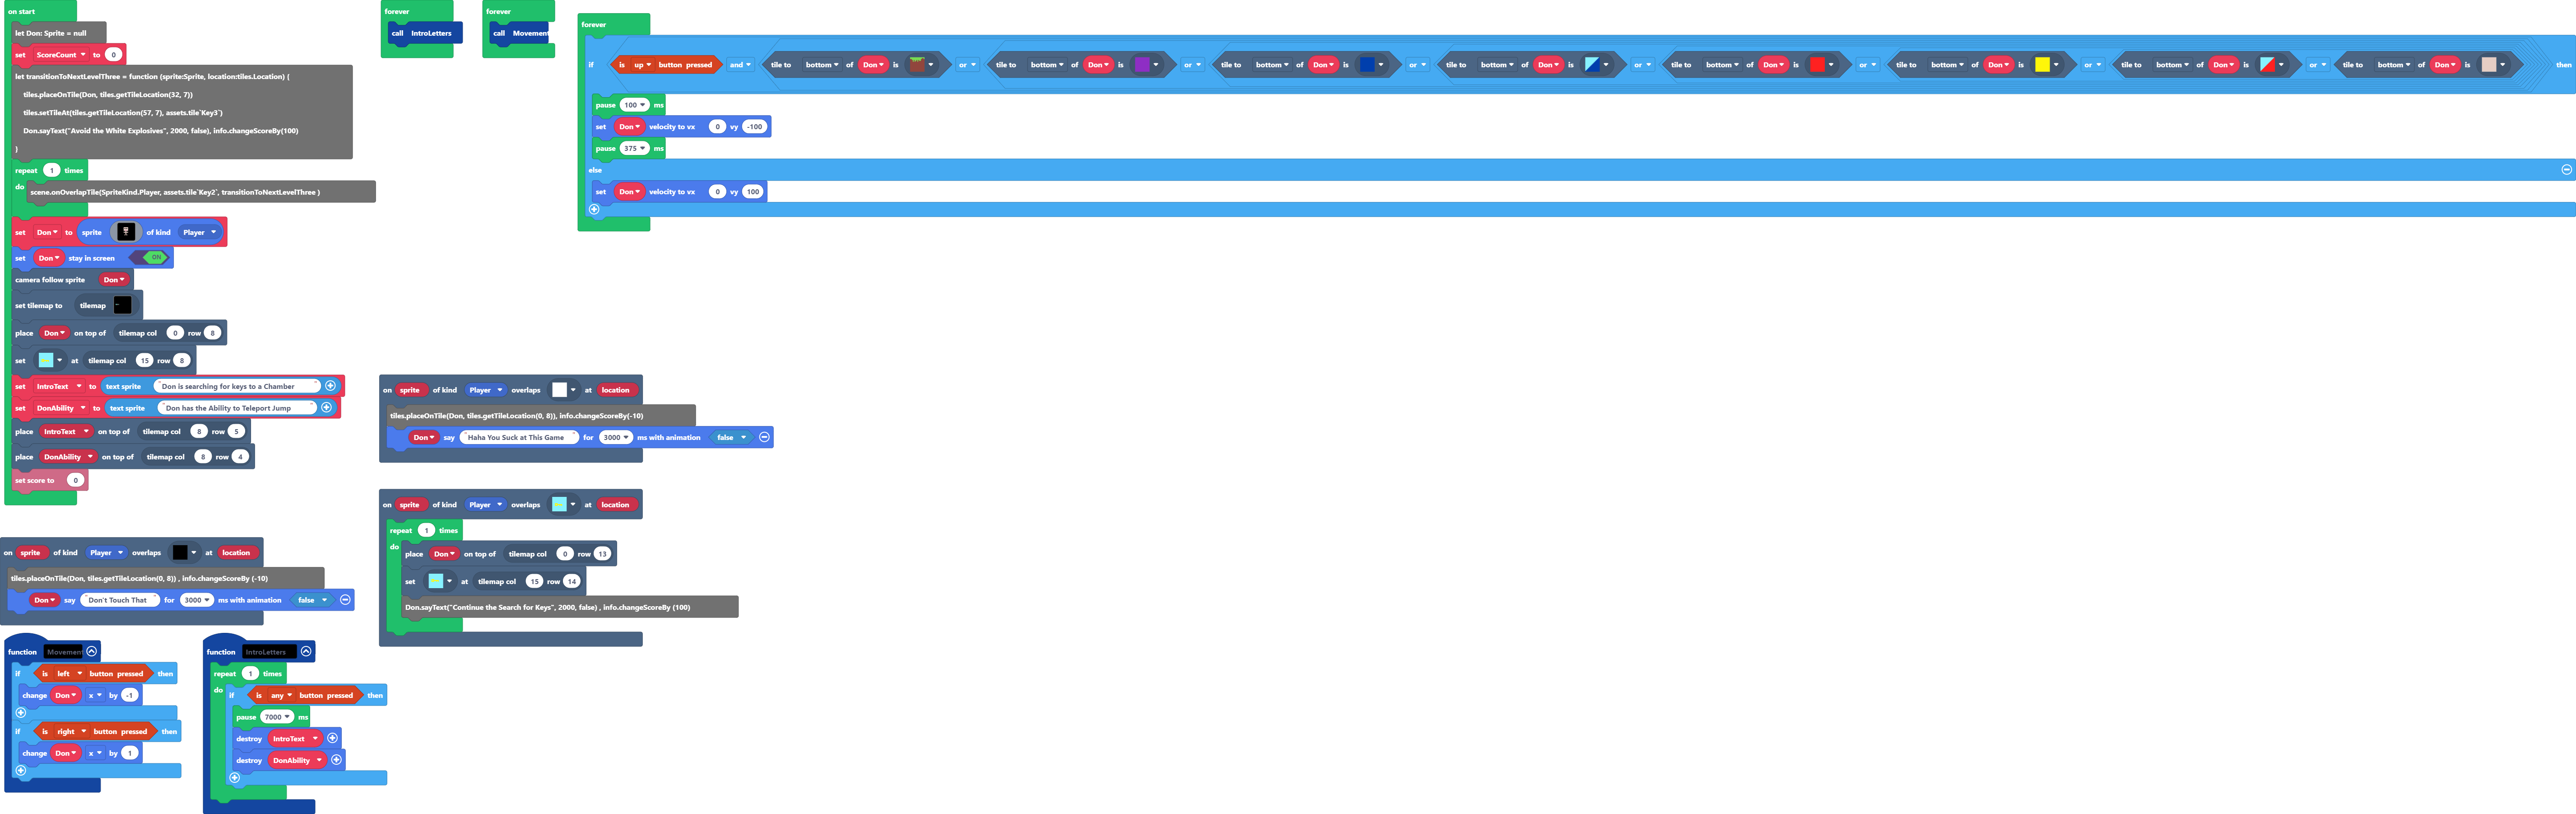 on start
let Don: Sprite = null
set ScoreCount to 0
let transitionToNextLevelThree = function (sprite:Sprite, location:tiles.Location) {
tiles.placeOnTile(Don, tiles.getTileLocation(32, 7))
tiles.setTileAt(tiles.getTileLocation(57, 7), assets.tile`Key3`)
Don.sayText("Avoid the White Explosives", 2000, false), info.changeScoreBy(100)
}
repeat 1 times
do
scene.onOverlapTile(SpriteKind.Player, assets.tile`Key2`, transitionToNextLevelThree )
set Don to sprite of kind Player
set Don stay in screen ON
camera follow sprite Don
set tilemap to tilemap
place Don on top of tilemap col 0 row 8
set at tilemap col 15 row 8
set IntroText to text sprite "Don is searching for keys to a Chamber"
set DonAbility to text sprite "Don has the Ability to Teleport Jump"
place IntroText on top of tilemap col 8 row 5
place DonAbility on top of tilemap col 8 row 4
set score to 0
forever
call IntroLetters
forever
call Movement
forever
if is up button pressed and tile to bottom of Don is or tile to bottom of Don is or tile to bottom of Don is or tile to bottom of Don is or tile to bottom of Don is or tile to bottom of Don is or tile to bottom of Don is or tile to bottom of Don is then
pause 100 ms
set Don velocity to vx 0 vy -100
pause 375 ms
else
set Don velocity to vx 0 vy 100
on sprite of kind Player overlaps at location
tiles.placeOnTile(Don, tiles.getTileLocation(0, 8)), info.changeScoreBy(-10)
Don say "Haha You Suck at This Game" for 3000 ms with animation false
on sprite of kind Player overlaps at location
repeat 1 times
do
place Don on top of tilemap col 0 row 13
set at tilemap col 15 row 14
Don.sayText("Continue the Search for Keys", 2000, false) , info.changeScoreBy (100)
on sprite of kind Player overlaps at location
tiles.placeOnTile(Don, tiles.getTileLocation(0, 8)) , info.changeScoreBy (-10)
Don say "Don't Touch That" for 3000 ms with animation false
function Movement
if is left button pressed then
change Don x by -1
if is right button pressed then
change Don x by 1
function IntroLetters
repeat 1 times
do
if is any button pressed then
pause 7000 ms
destroy IntroText
destroy DonAbility